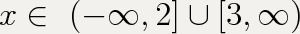 x ∈ (−∞, 2] ∪ [3, ∞)